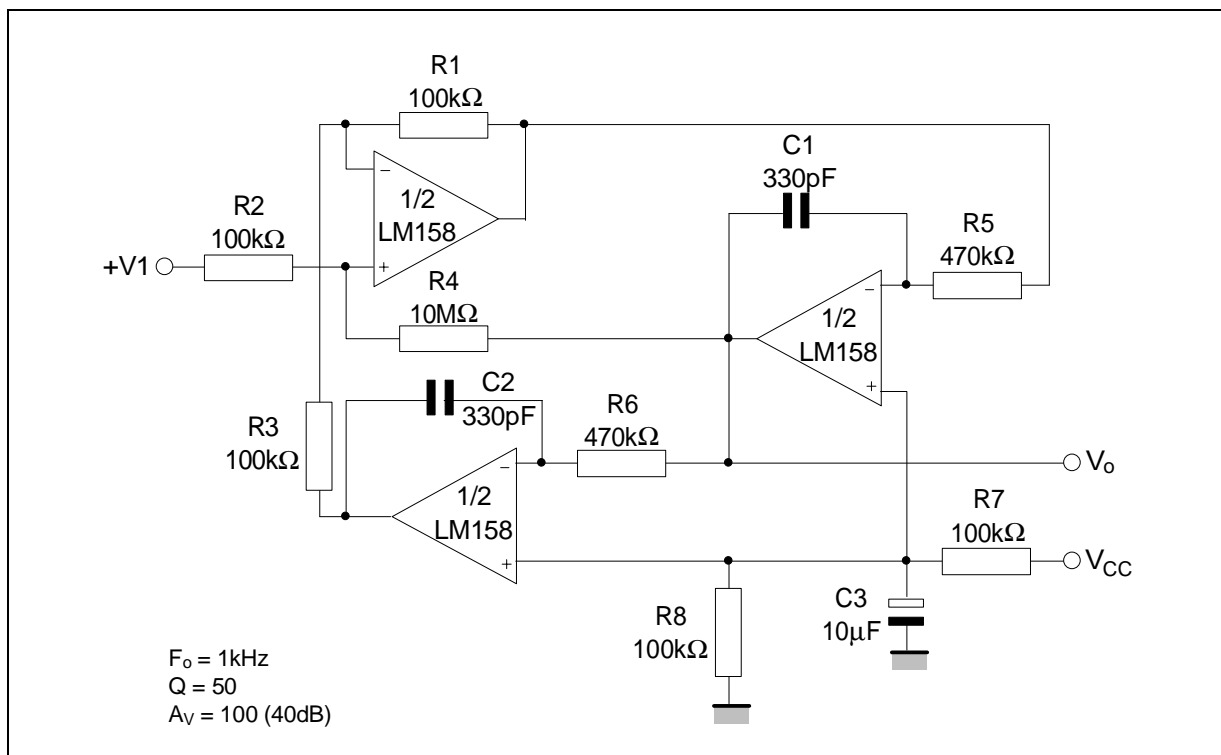 R1
100kΩ
C1
330pF
−
1/2
LM158
+
R2
100kΩ
+V1
R5
470kΩ
R4
10MΩ
−
1/2
LM158
+
C2
330pF
R6
470kΩ
R3
100kΩ
−
1/2
LM158
+
Vo
R7
100kΩ
VCC
C3
10μF
R8
100kΩ
Fo = 1kHz
Q = 50
AV = 100 (40dB)